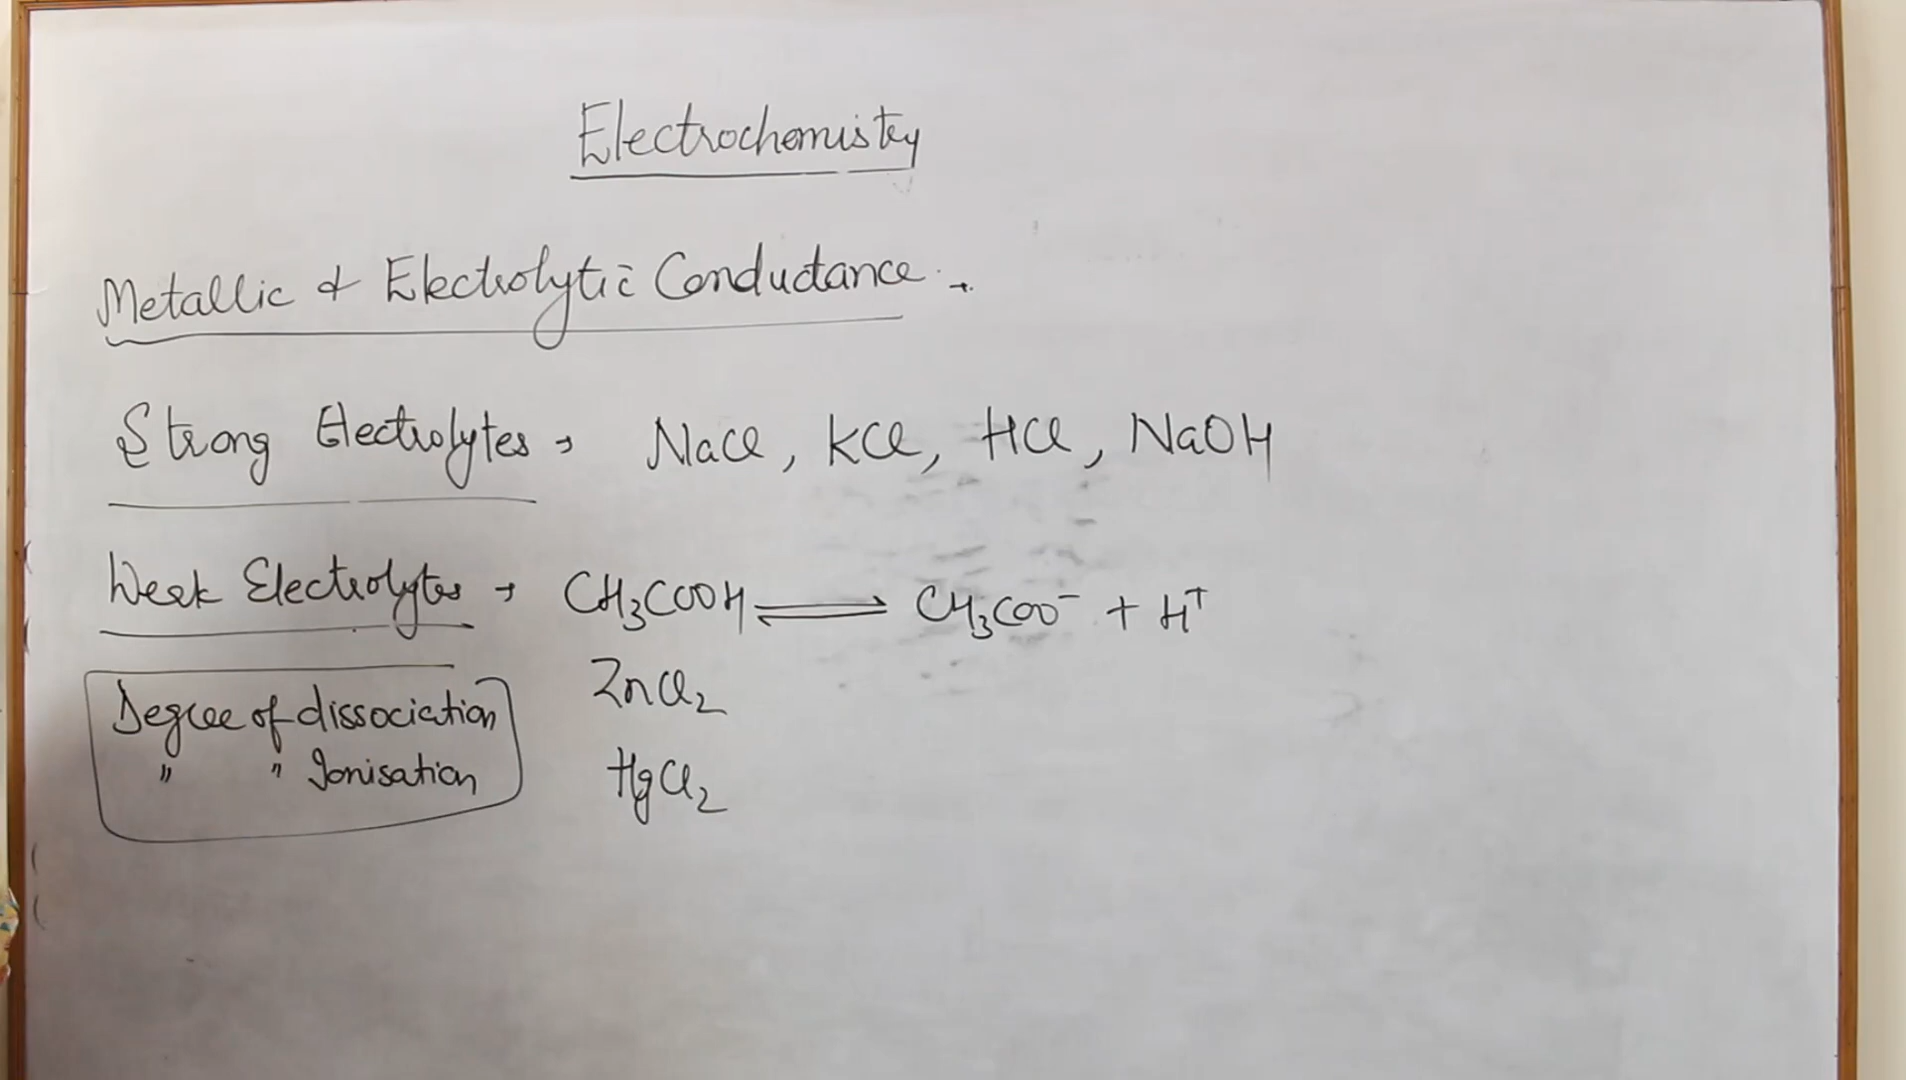 Electrochemistry
Metallic & Electrolytic Conductance →
Strong Electrolytes → NaCl, KCl, HCl, NaOH
Weak Electrolytes → CH₃COOH ⇌ CH₃COO⁻ + H⁺
ZnCl₂
Degree of dissociation
" " Ionisation
HgCl₂